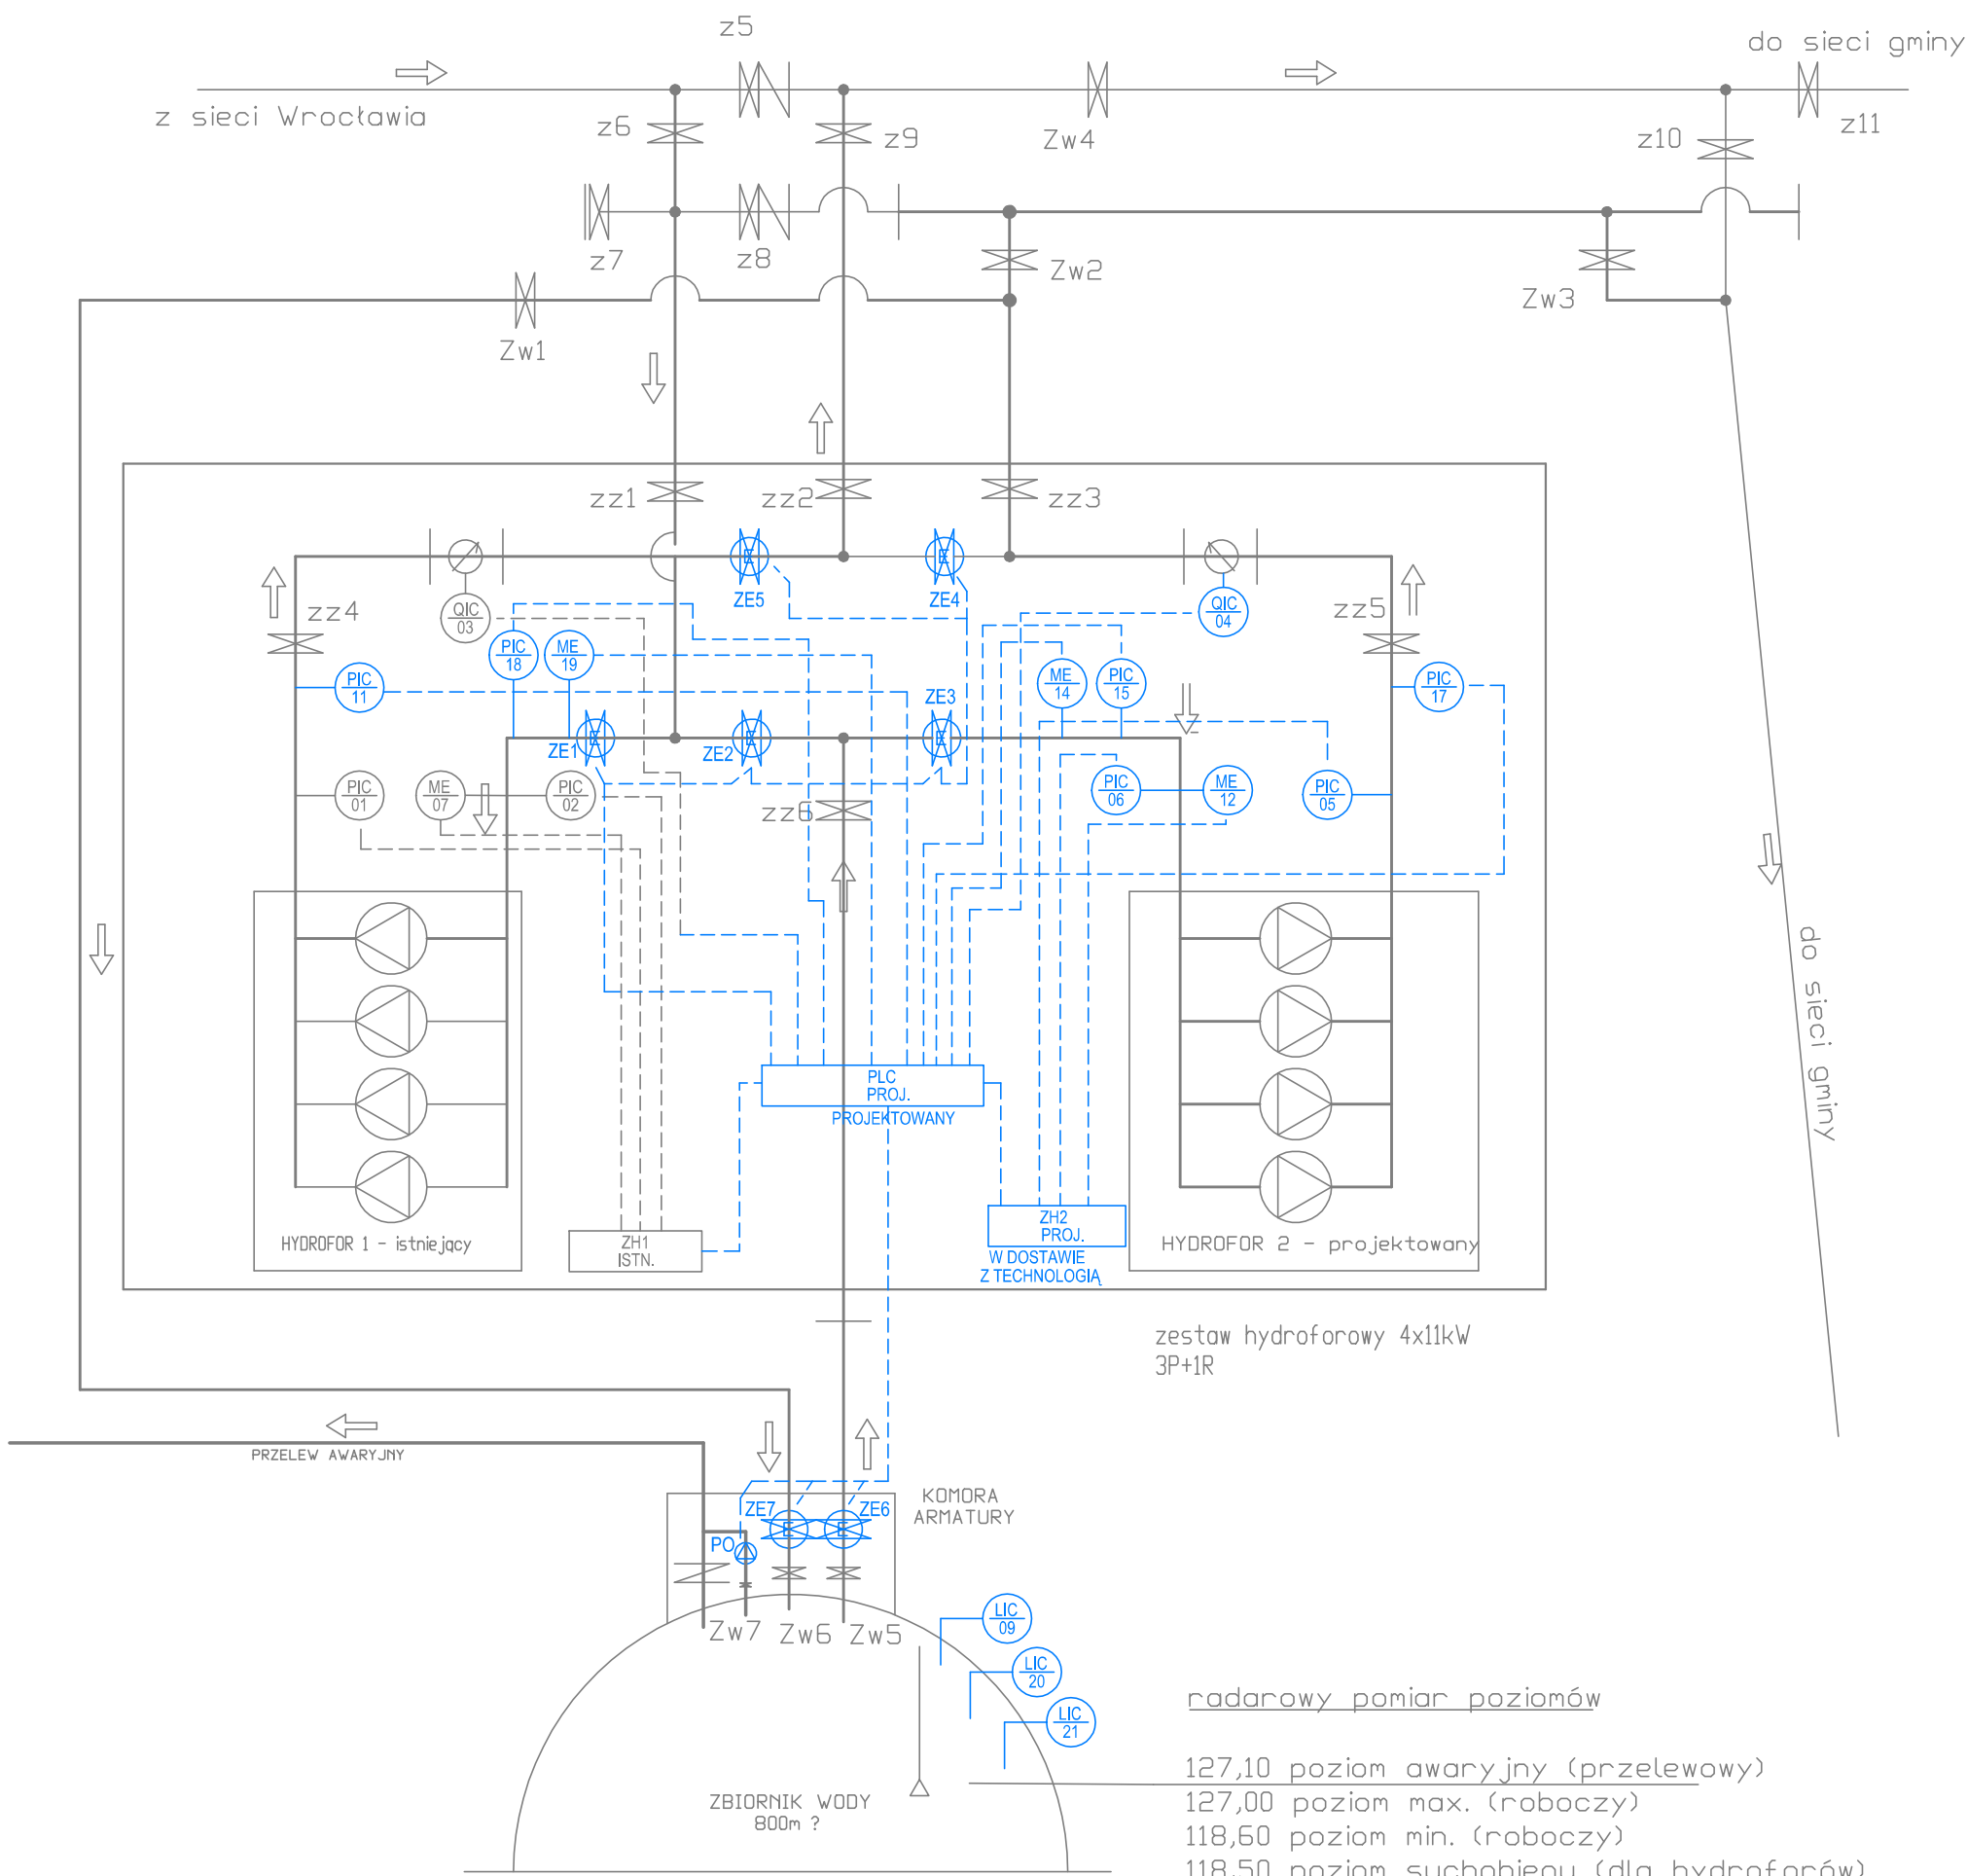 z5
do sieci gminy
z sieci Wrocławia
z6
z9
Zw4
z10
z11
z7
z8
Zw2
Zw3
Zw1
zz1
zz2
zz3
E
E
ZE5
ZE4
zz4
QIC
03
QIC
04
zz5
PIC
18
ME
19
PIC
11
ME
14
PIC
15
PIC
17
ZE3
E
E
E
ZE1
ZE2
PIC
01
ME
07
PIC
02
zz6
PIC
06
ME
12
PIC
05
do sieci gminy
PLC
PROJ.
PROJEKTOWANY
ZH1
ISTN.
ZH2
PROJ.
W DOSTAWIE
Z TECHNOLOGIĄ
HYDROFOR 1 - istniejący
HYDROFOR 2 - projektowany
zestaw hydroforowy 4x11kW
3P+1R
PRZELEW AWARYJNY
KOMORA
ARMATURY
ZE7
ZE6
E
E
PO
Zw7
Zw6
Zw5
LIC
09
LIC
20
LIC
21
radarowy pomiar poziomów
127,10 poziom awaryjny (przelewowy)
127,00 poziom max. (roboczy)
118,60 poziom min. (roboczy)
118,50 poziom suchobiegu (dla hydroforów)
ZBIORNIK WODY
800m ?